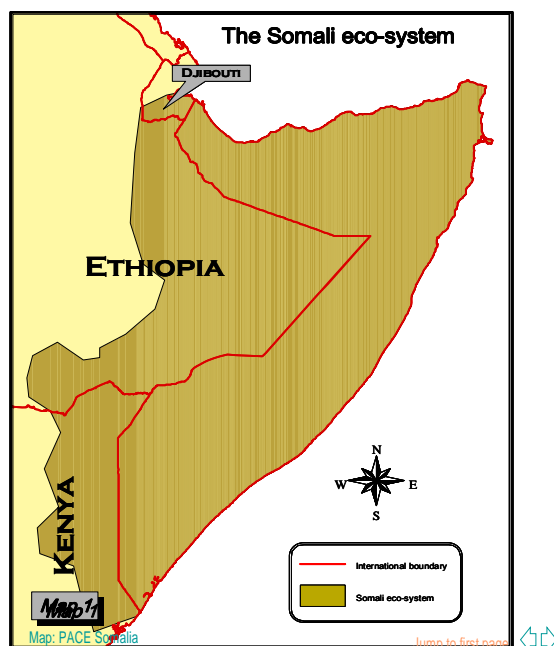 The Somali eco-system
DJIBOUTI
ETHIOPIA
N
W E
S
KENYA
International boundary
Somali eco-system
Map 1
Map: PACE Somalia
Jump to first page